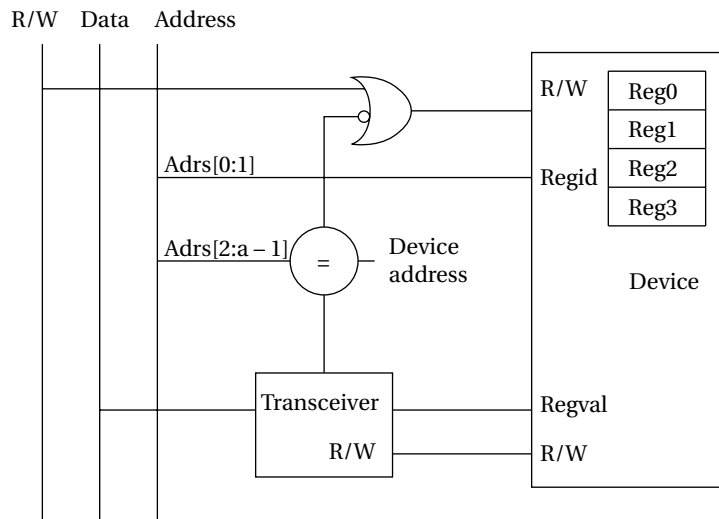 R/W Data Address
R/W
Reg0
Reg1
Adrs[0:1]
Regid
Reg2
Reg3
Adrs[2:a – 1]
=
Device
address
Device
Transceiver
Regval
R/W
R/W